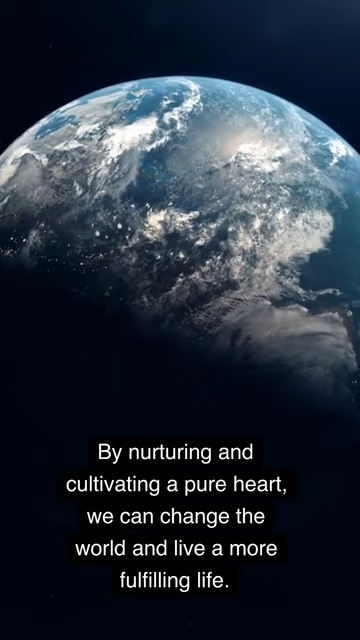 By nurturing and
cultivating a pure heart,
we can change the
world and live a more
fulfilling life.